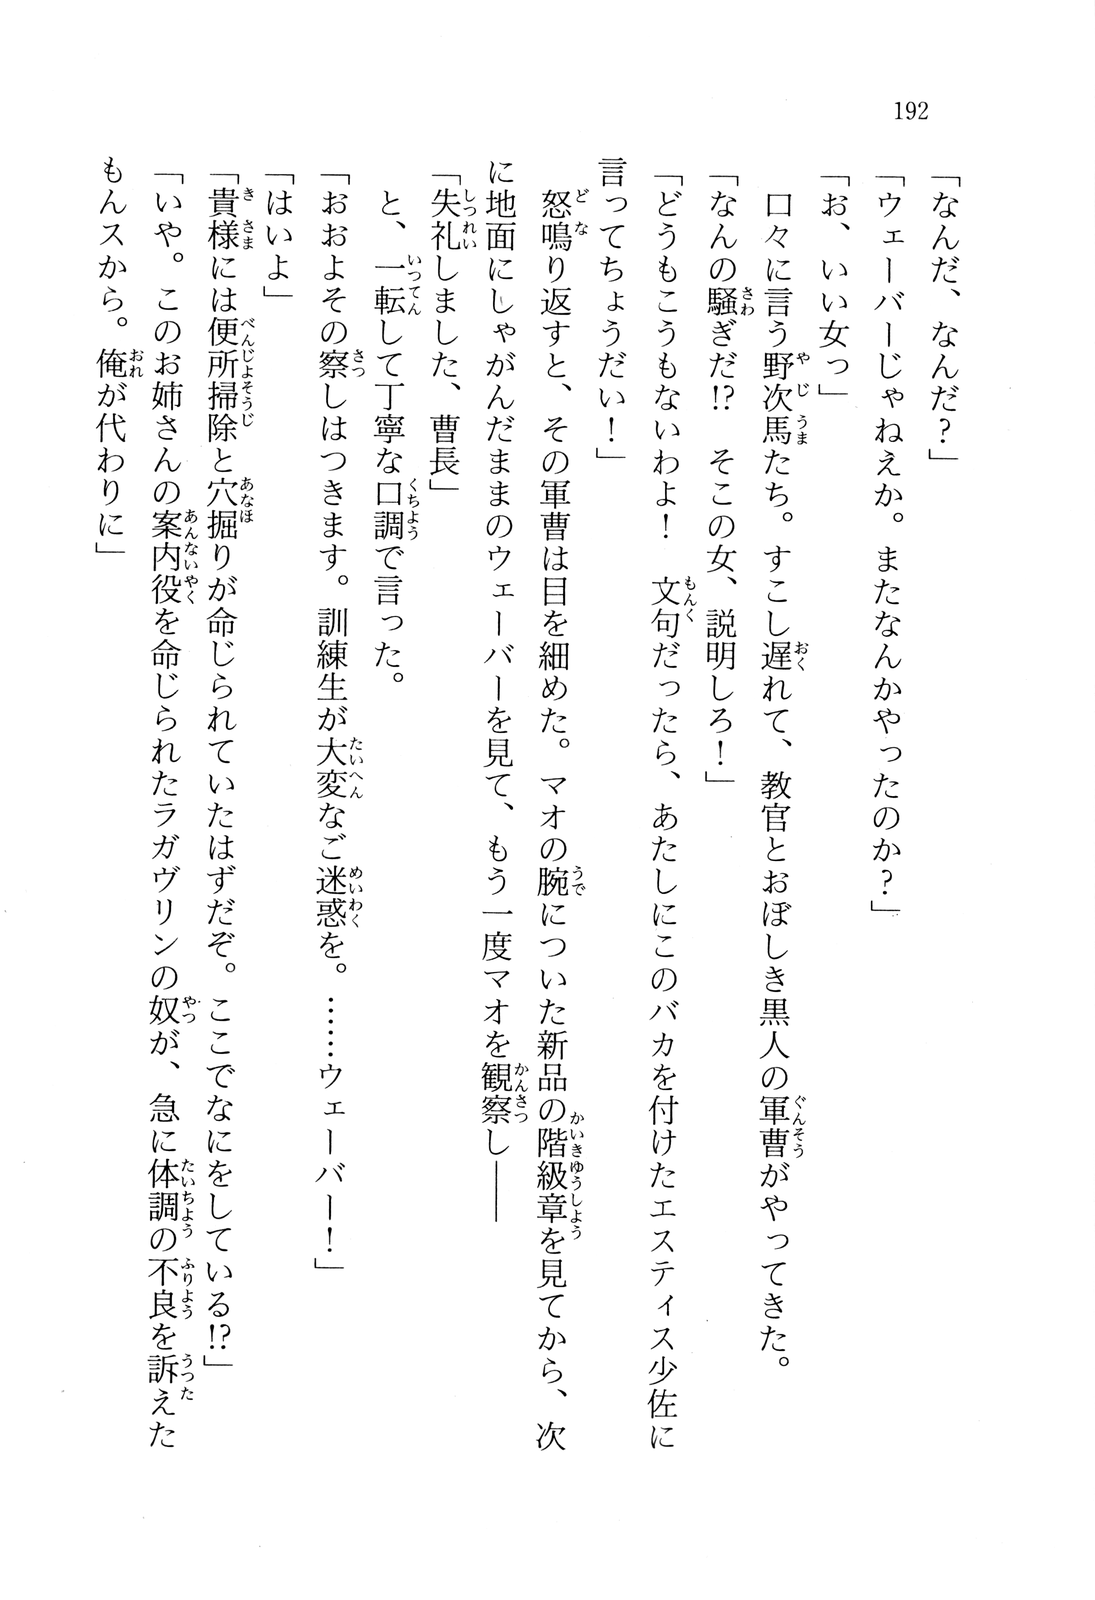 192
「なんだ、なんだ？」
「ウェーバーじゃねえか。またなんかやったのか？」
「お、いい女っ」
　口々に言う野次馬たち。すこし遅れて、教官とおぼしき黒人の軍曹がやってきた。
「なんの騒ぎだ!?　そこの女、説明しろ！」
「どうもこうもないわよ！　文句だったら、あたしにこのバカを付けたエスティス少佐に
言ってちょうだい！」
　怒鳴り返すと、その軍曹は目を細めた。マオの腕についた新品の階級章を見てから、次
に地面にしゃがんだままのウェーバーを見て、もう一度マオを観察し――
「失礼しました、曹長」
　と、一転して丁寧な口調で言った。
「おおよその察しはつきます。訓練生が大変なご迷惑を。……ウェーバー！」
「はいよ」
「貴様には便所掃除と穴掘りが命じられていたはずだぞ。ここでなにをしている!?」
「いや。このお姉さんの案内役を命じられたラガヴリンの奴が、急に体調の不良を訴えた
もんスから。俺が代わりに」